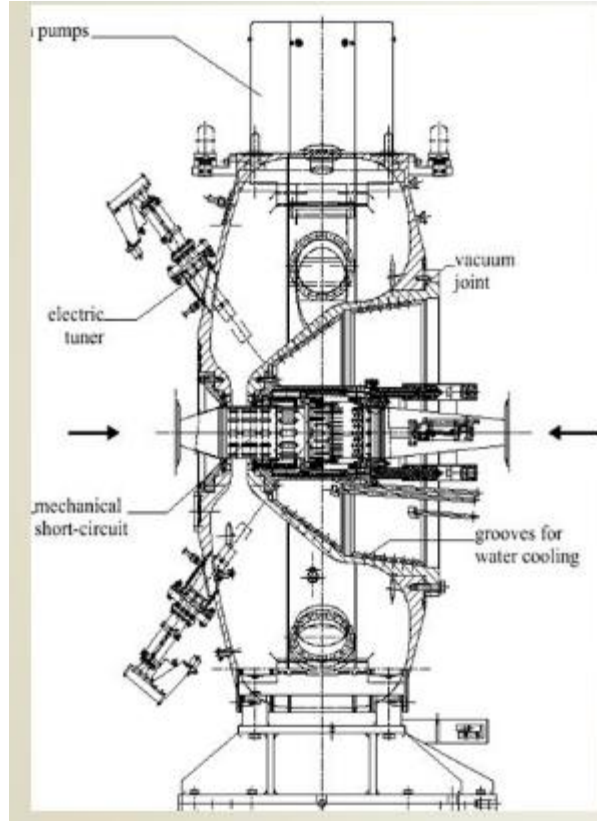 pumps
vacuum
joint
electric
tuner
mechanical
short-circuit
grooves for
water cooling